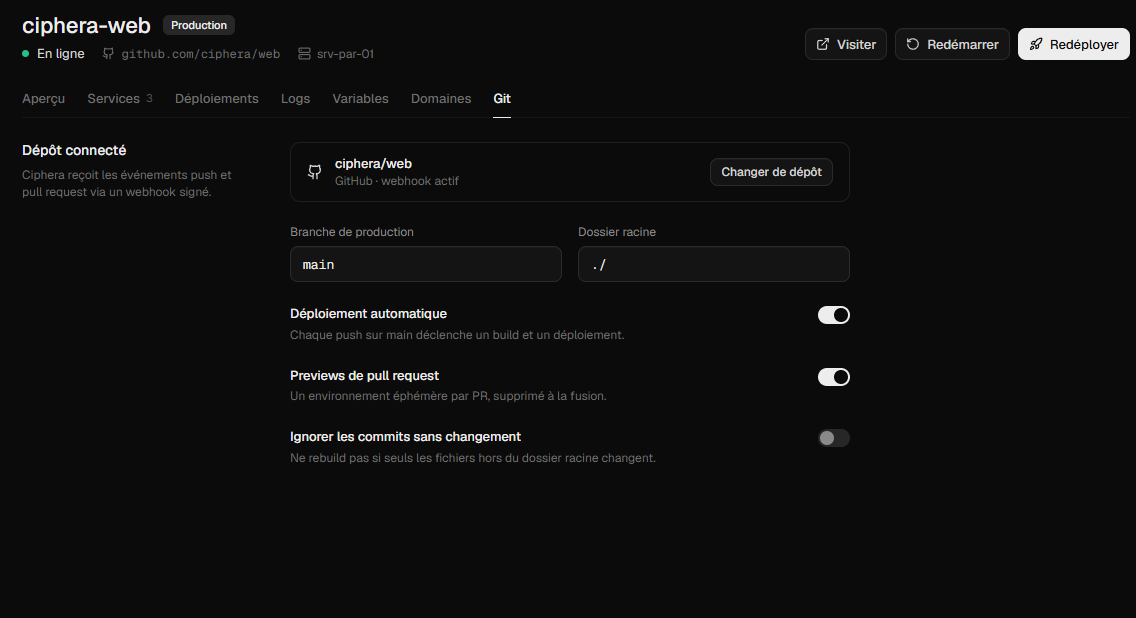 ciphera-web Production
En ligne github.com/ciphera/web srv-par-01
Visiter Redémarrer Redéployer
Aperçu Services 3 Déploiements Logs Variables Domaines Git
Dépôt connecté
Ciphera reçoit les événements push et
pull request via un webhook signé.
ciphera/web
GitHub · webhook actif
Changer de dépôt
Branche de production
main
Dossier racine
./
Déploiement automatique
Chaque push sur main déclenche un build et un déploiement.
Previews de pull request
Un environnement éphémère par PR, supprimé à la fusion.
Ignorer les commits sans changement
Ne rebuild pas si seuls les fichiers hors du dossier racine changent.